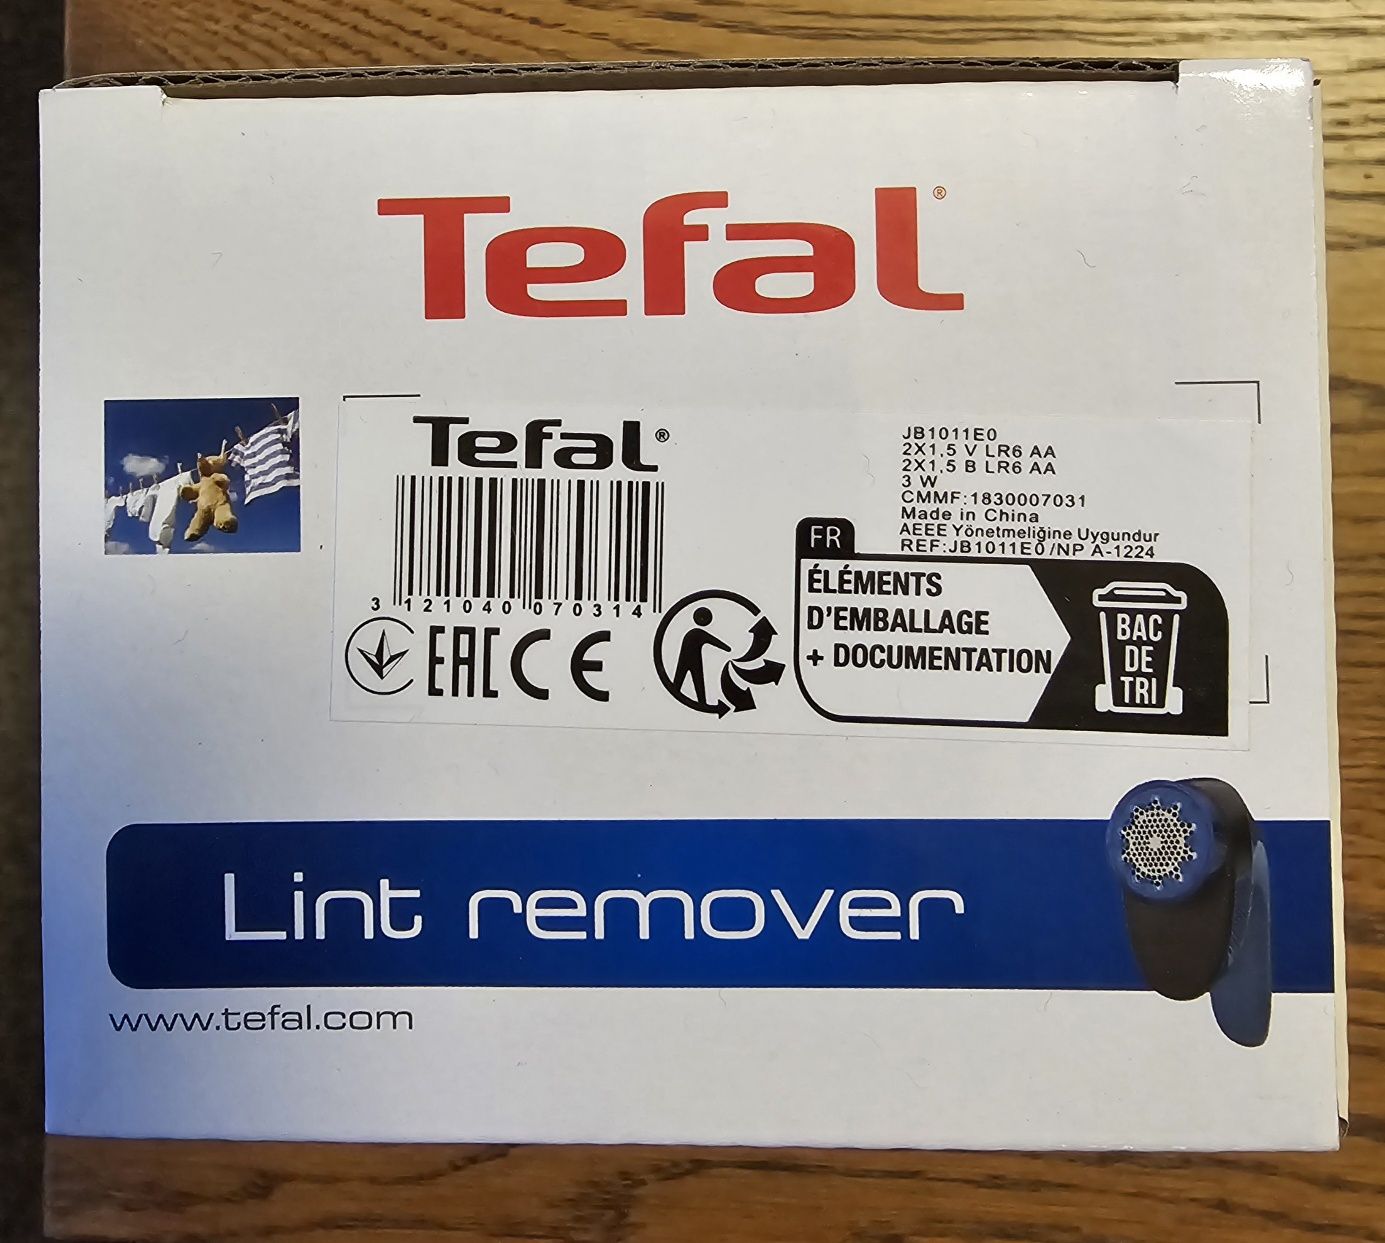 Tefal®
Tefal®
3 121040 070314
EAC CE
JB1011E0
2X1,5 V LR6 AA
2X1,5 B LR6 AA
3 W
CMMF:1830007031
Made in China
AEEE Yönetmeliğine Uygundur
REF:JB1011E0/NP A-1224
FR
ÉLÉMENTS
D'EMBALLAGE
+ DOCUMENTATION
BAC
DE
TRI
Lint remover
www.tefal.com